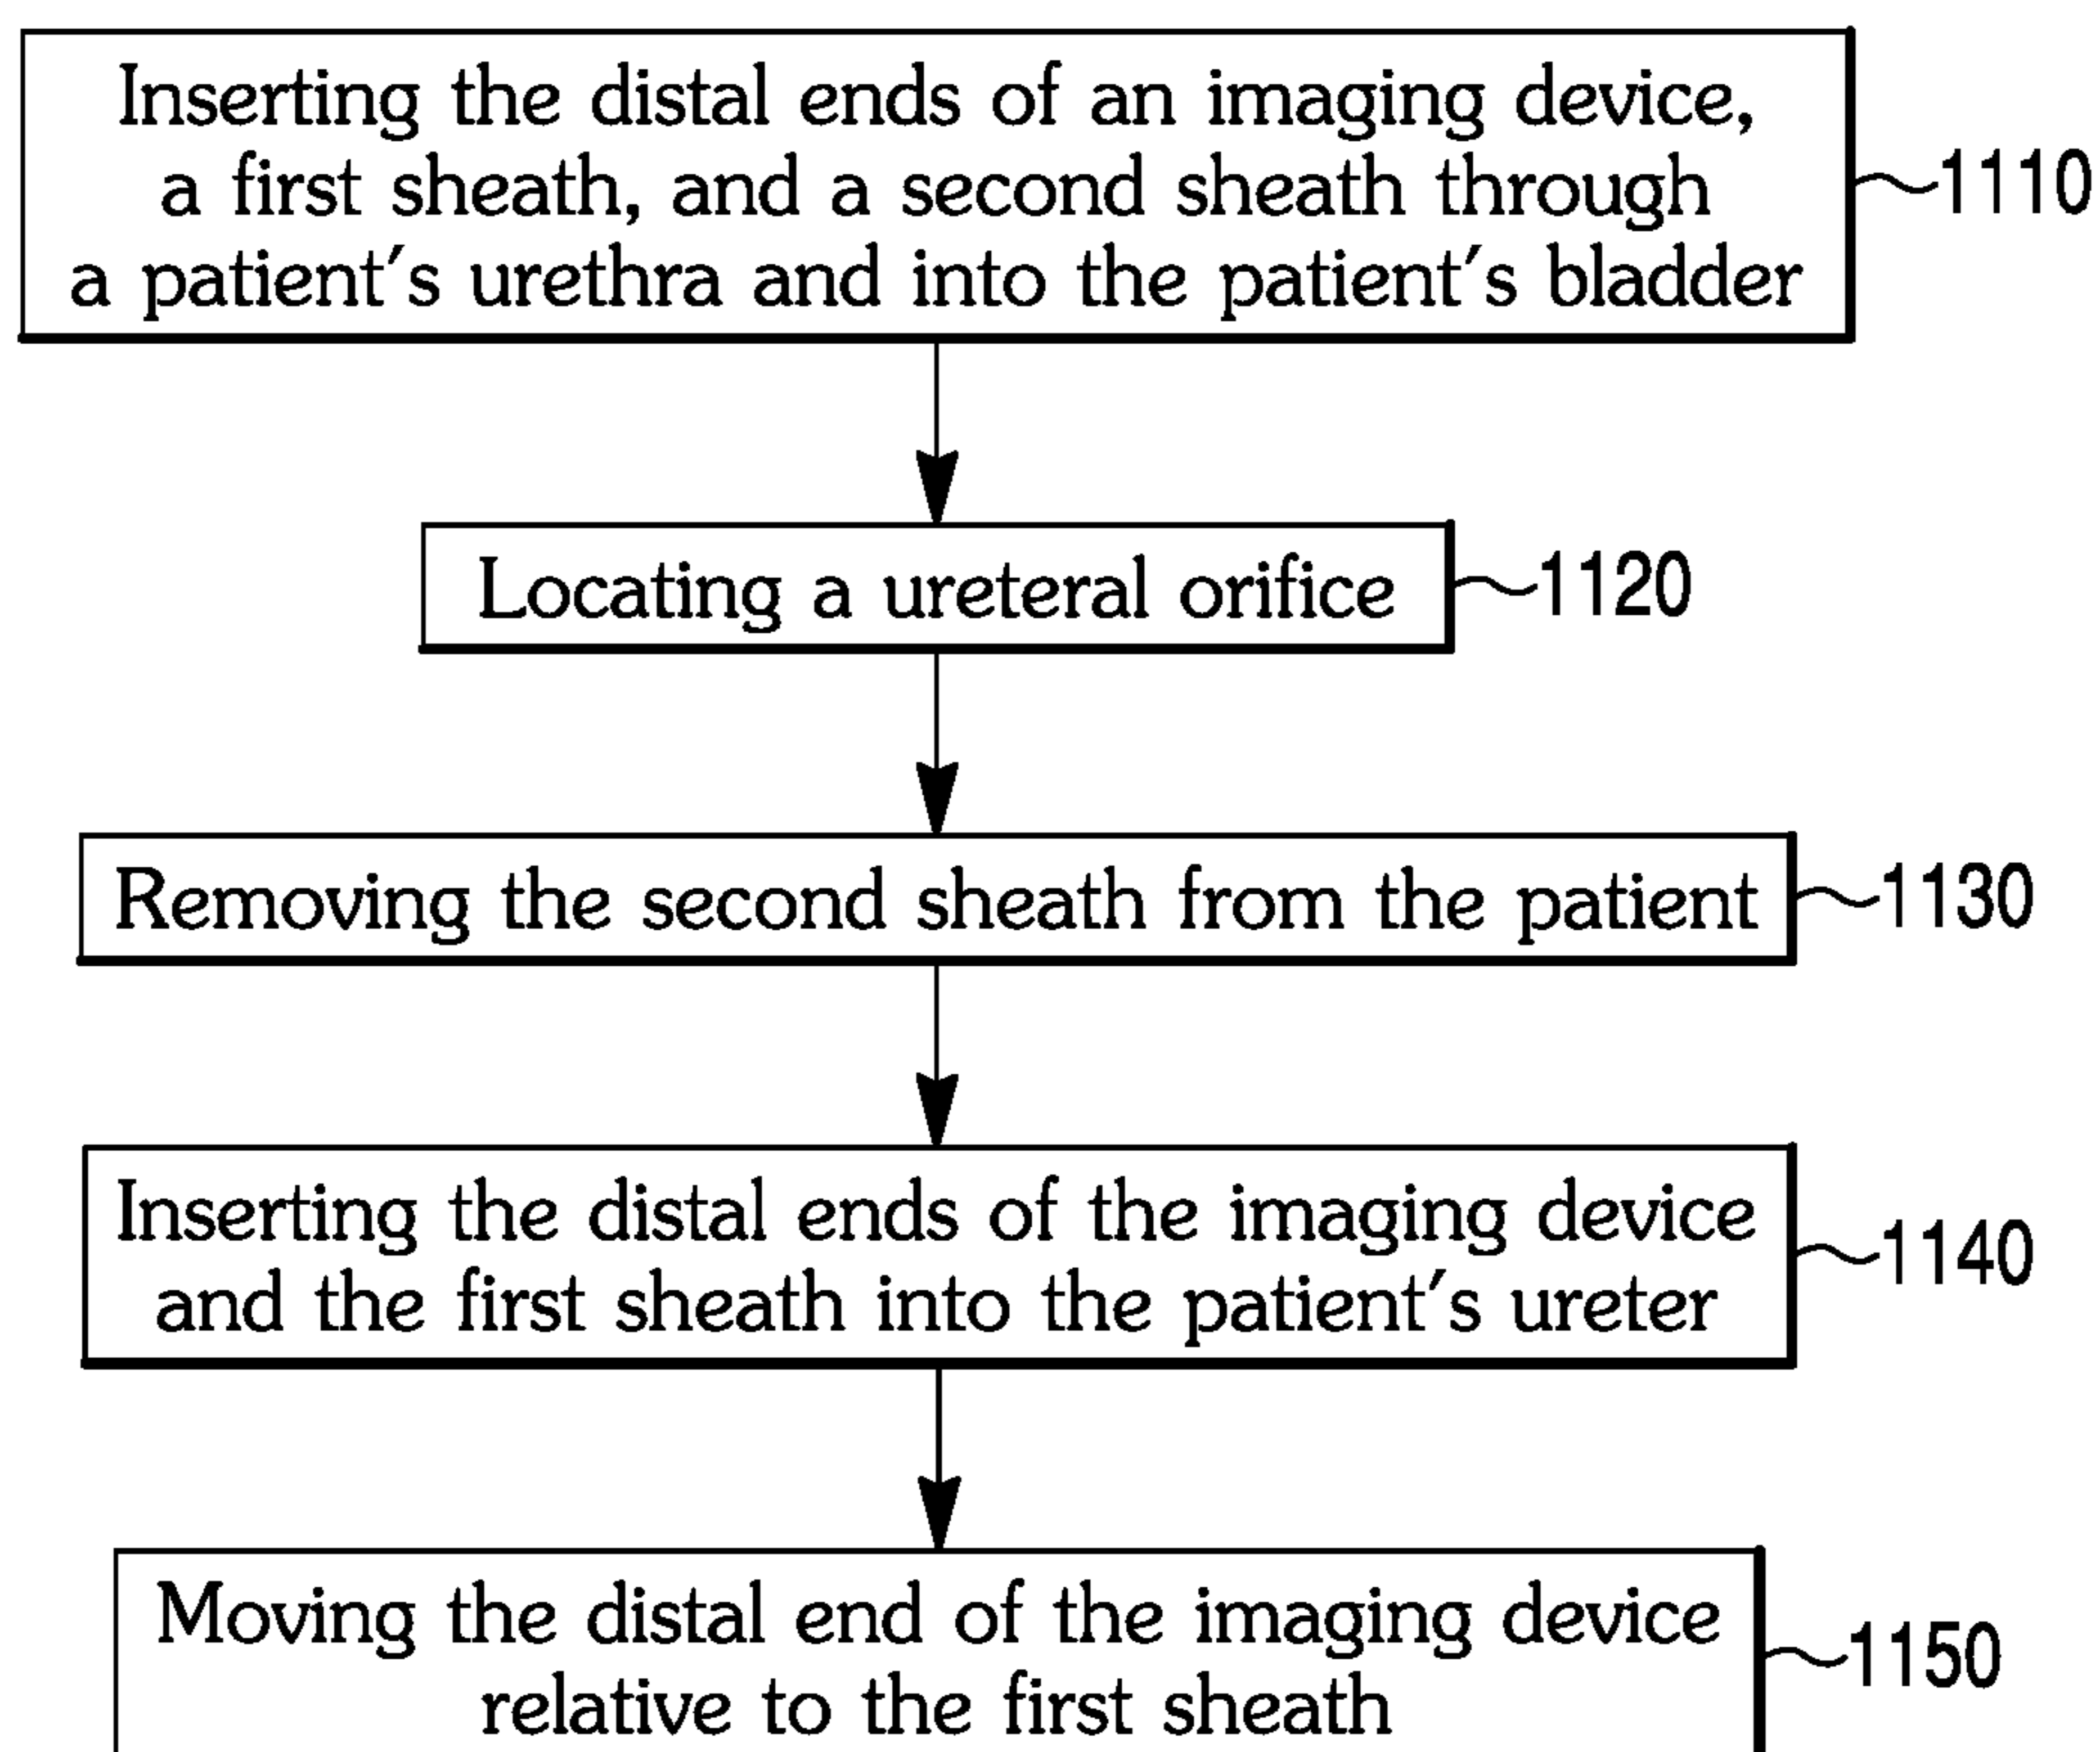 Inserting the distal ends of an imaging device,
a first sheath, and a second sheath through
a patient's urethra and into the patient's bladder
1110
Locating a ureteral orifice
1120
Removing the second sheath from the patient
1130
Inserting the distal ends of the imaging device
and the first sheath into the patient's ureter
1140
Moving the distal end of the imaging device
relative to the first sheath
1150